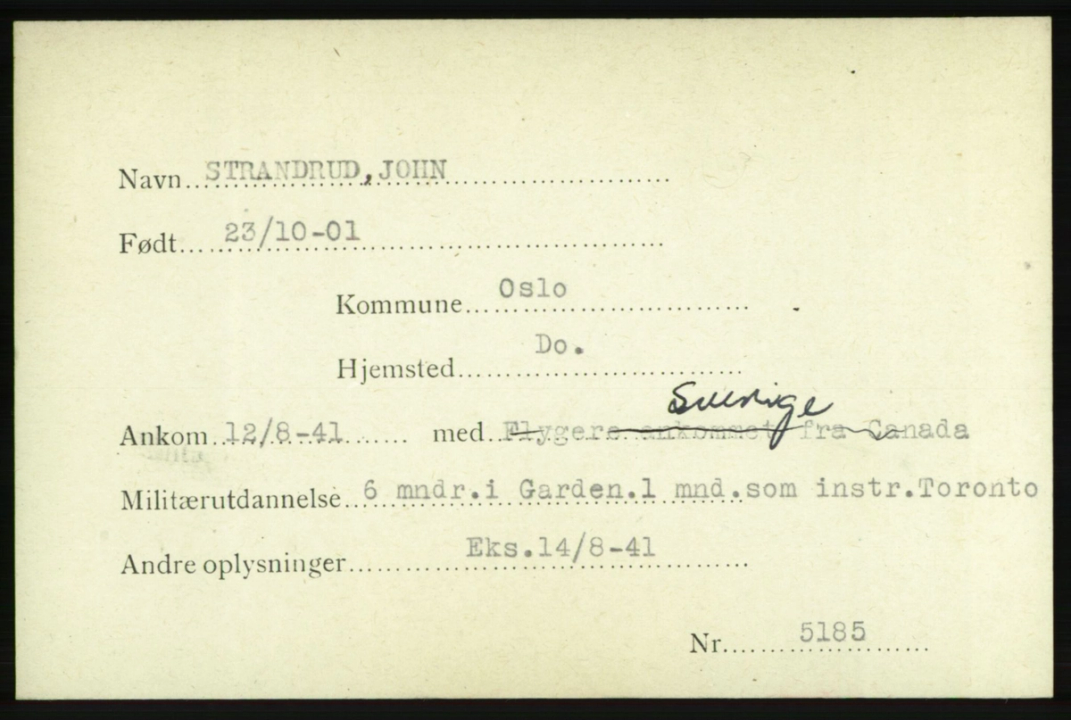 Navn STRANDRUD, JOHN
Født 23/10-01
Kommune Oslo
Hjemsted Do.
Sverige
Ankom 12/8-41 med Flygere ankommet fra Canada
Militærutdannelse 6 mndr.i Garden.1 mnd.som instr.Toronto
Andre oplysninger Eks.14/8-41
Nr. 5185